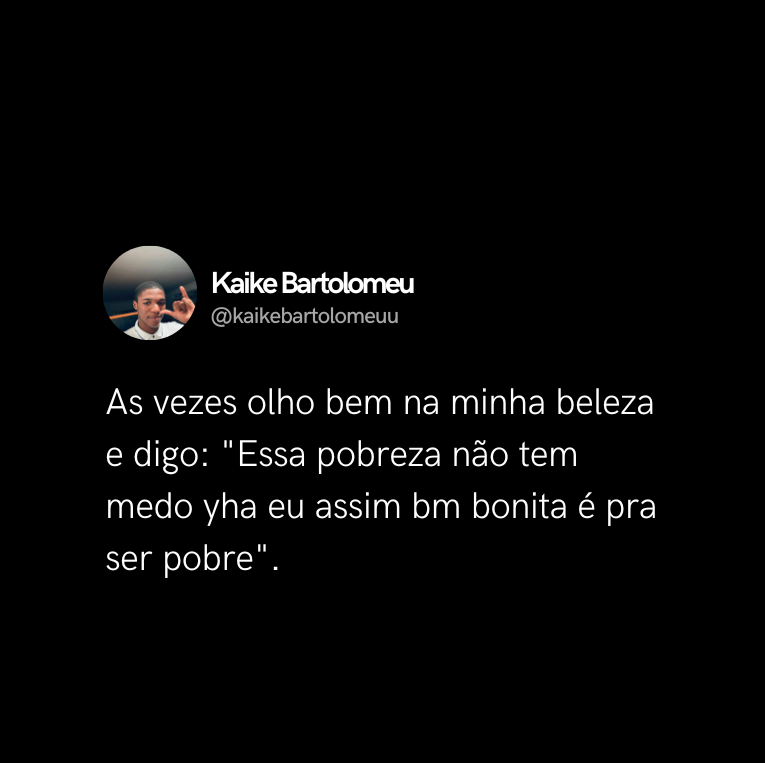 Kaike Bartolomeu
@kaikebartolomeuu
As vezes olho bem na minha beleza
e digo: "Essa pobreza não tem
medo yha eu assim bm bonita é pra
ser pobre".